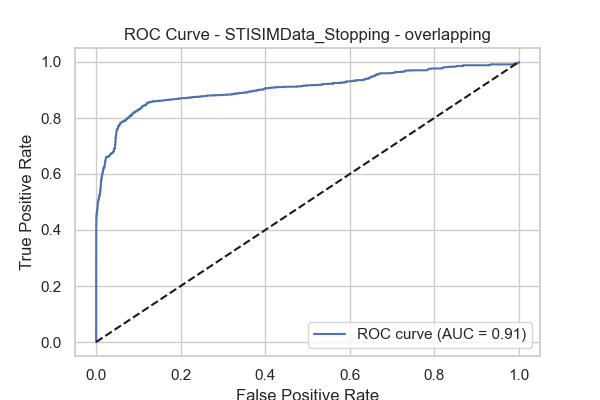 ROC Curve - STISIMData_Stopping - overlapping
True Positive Rate
1.0
0.8
0.6
0.4
0.2
0.0
ROC curve (AUC = 0.91)
0.0 0.2 0.4 0.6 0.8 1.0
False Positive Rate